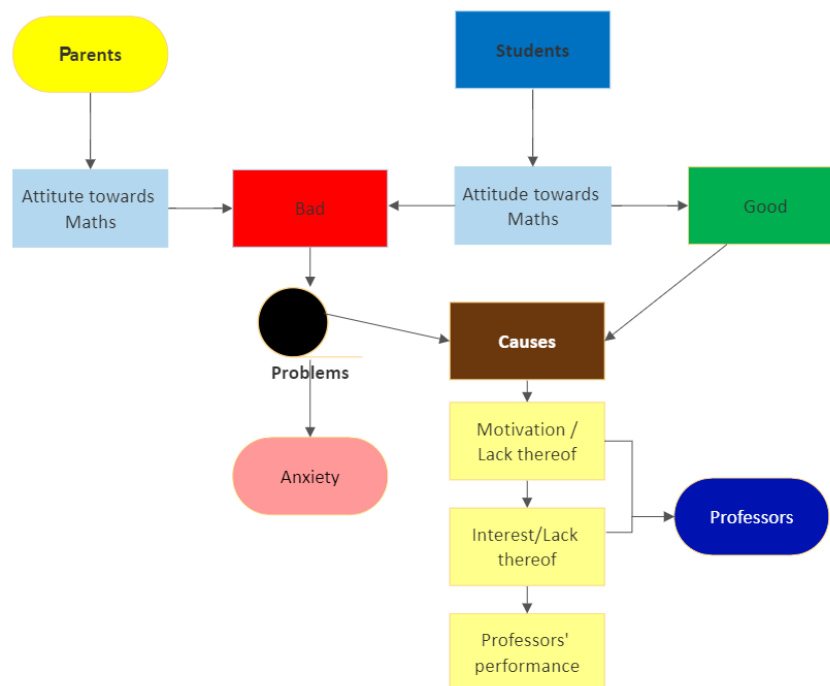 Parents
Students
Attitute towards
Maths
Bad
Attitude towards
Maths
Good
Problems
Causes
Motivation /
Lack thereof
Anxiety
Interest/Lack
thereof
Professors
Professors'
performance